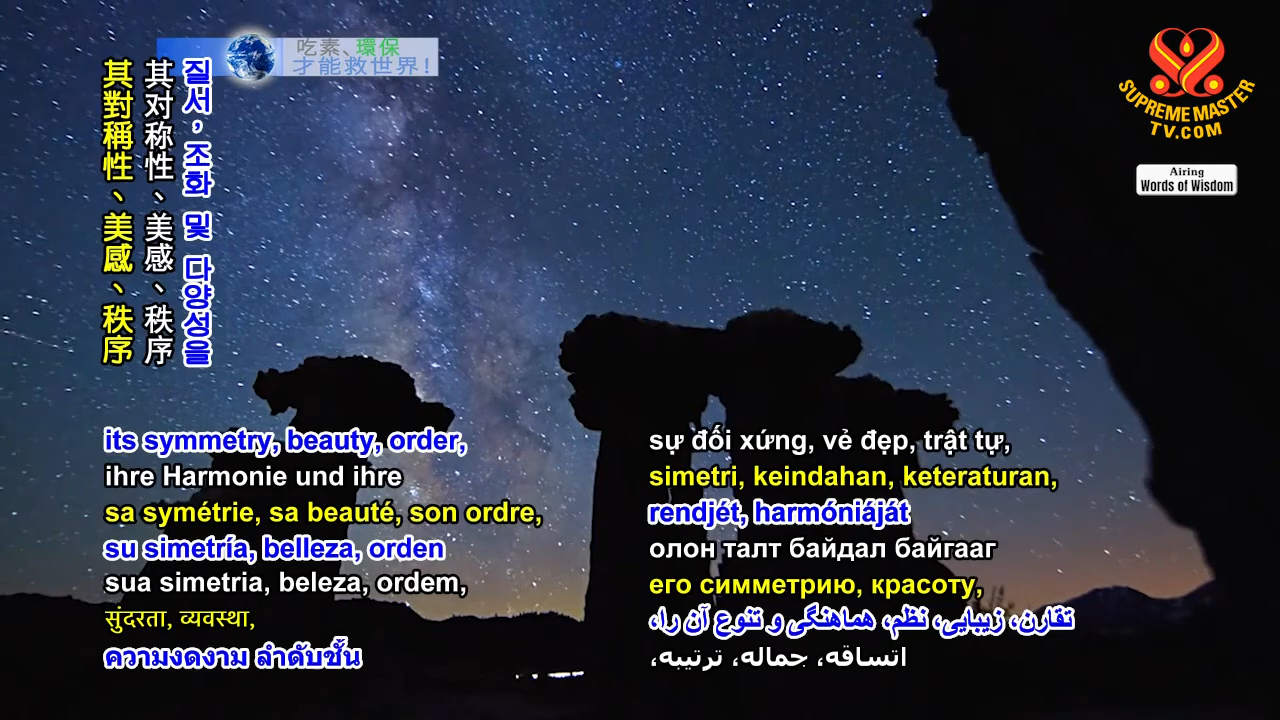 吃素、環保
才能救世界！
SUPREME MASTER
TV.COM
Airing
Words of Wisdom
질서, 조화 및 다양성을
其对称性、美感、秩序
其對稱性、美感、秩序
its symmetry, beauty, order,
ihre Harmonie und ihre
sa symétrie, sa beauté, son ordre,
su simetría, belleza, orden
sua simetria, beleza, ordem,
सुंदरता, व्यवस्था,
ความงดงาม ลำดับชั้น
sự đối xứng, vẻ đẹp, trật tự,
simetri, keindahan, keteraturan,
rendjét, harmóniáját
олон талт байдал байгааг
его симметрию, красоту,
تقارن، زیبایی، نظم، هماهنگی و تنوع آن را،
اتساقه، جماله، ترتيبه،